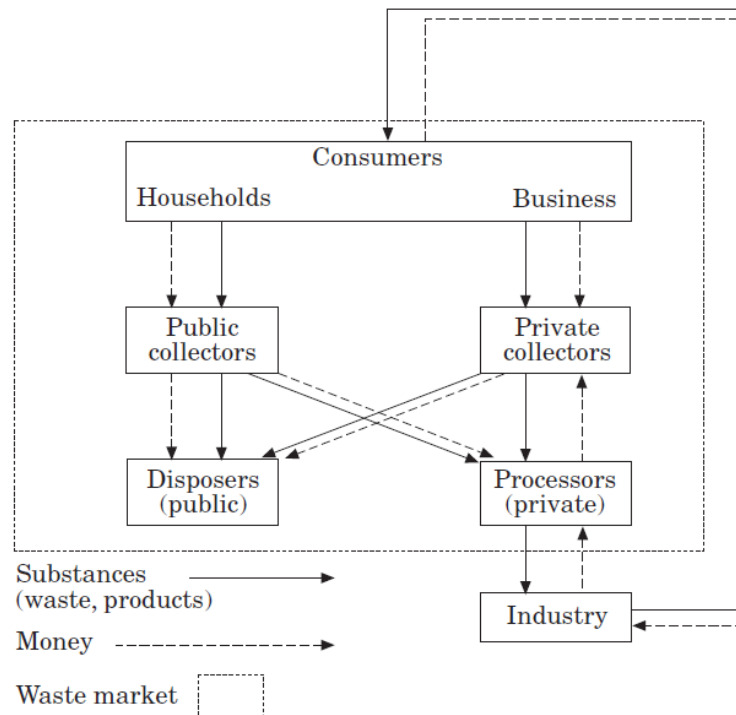 Consumers
Households
Business
Public
collectors
Private
collectors
Disposers
(public)
Processors
(private)
Substances
(waste, products)
Industry
Money
Waste market